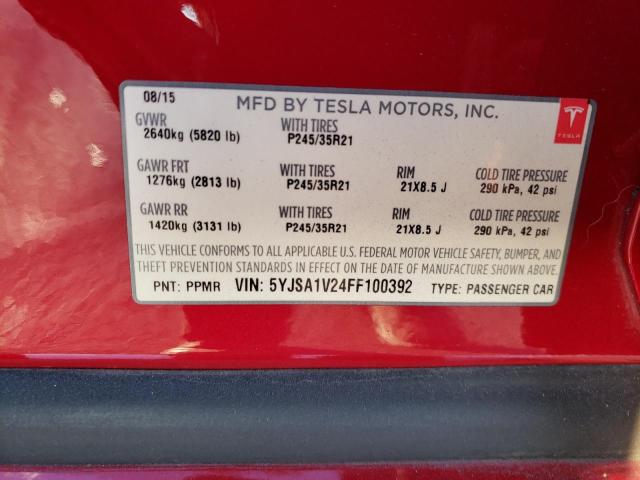 08/15 MFD BY TESLA MOTORS, INC.
GVWR WITH TIRES
2640kg (5820 lb) P245/35R21
TESLA
GAWR FRT WITH TIRES RIM COLD TIRE PRESSURE
1276kg (2813 lb) P245/35R21 21X8.5 J 290 kPa, 42 psi
GAWR RR WITH TIRES RIM COLD TIRE PRESSURE
1420kg (3131 lb) P245/35R21 21X8.5 J 290 kPa, 42 psi
THIS VEHICLE CONFORMS TO ALL APPLICABLE U.S. FEDERAL MOTOR VEHICLE SAFETY, BUMPER, AND
THEFT PREVENTION STANDARDS IN EFFECT ON THE DATE OF MANUFACTURE SHOWN ABOVE.
PNT: PPMR VIN: 5YJSA1V24FF100392 TYPE: PASSENGER CAR